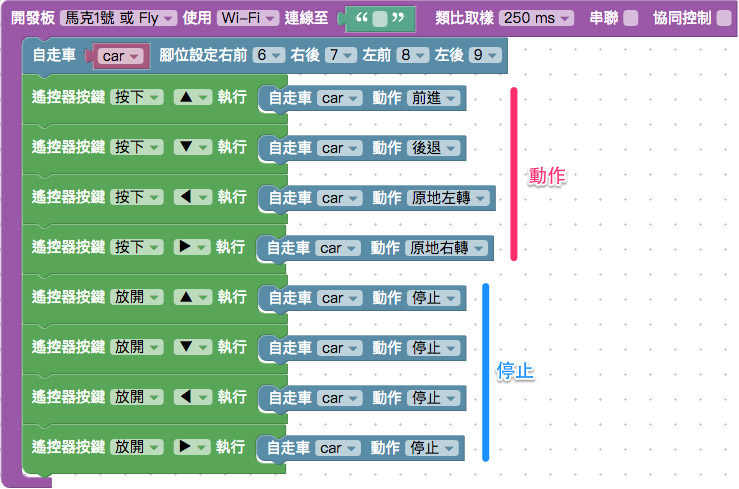 開發板 馬克1號 或 Fly 使用 Wi-Fi 連線至 “ ” 類比取樣 250 ms 串聯 協同控制
自走車 car 腳位設定右前 6 右後 7 左前 8 左後 9
遙控器按鍵 按下 ▲ 執行 自走車 car 動作 前進
遙控器按鍵 按下 ▼ 執行 自走車 car 動作 後退
動作
遙控器按鍵 按下 ◀ 執行 自走車 car 動作 原地左轉
遙控器按鍵 按下 ▶ 執行 自走車 car 動作 原地右轉
遙控器按鍵 放開 ▲ 執行 自走車 car 動作 停止
遙控器按鍵 放開 ▼ 執行 自走車 car 動作 停止
停止
遙控器按鍵 放開 ◀ 執行 自走車 car 動作 停止
遙控器按鍵 放開 ▶ 執行 自走車 car 動作 停止